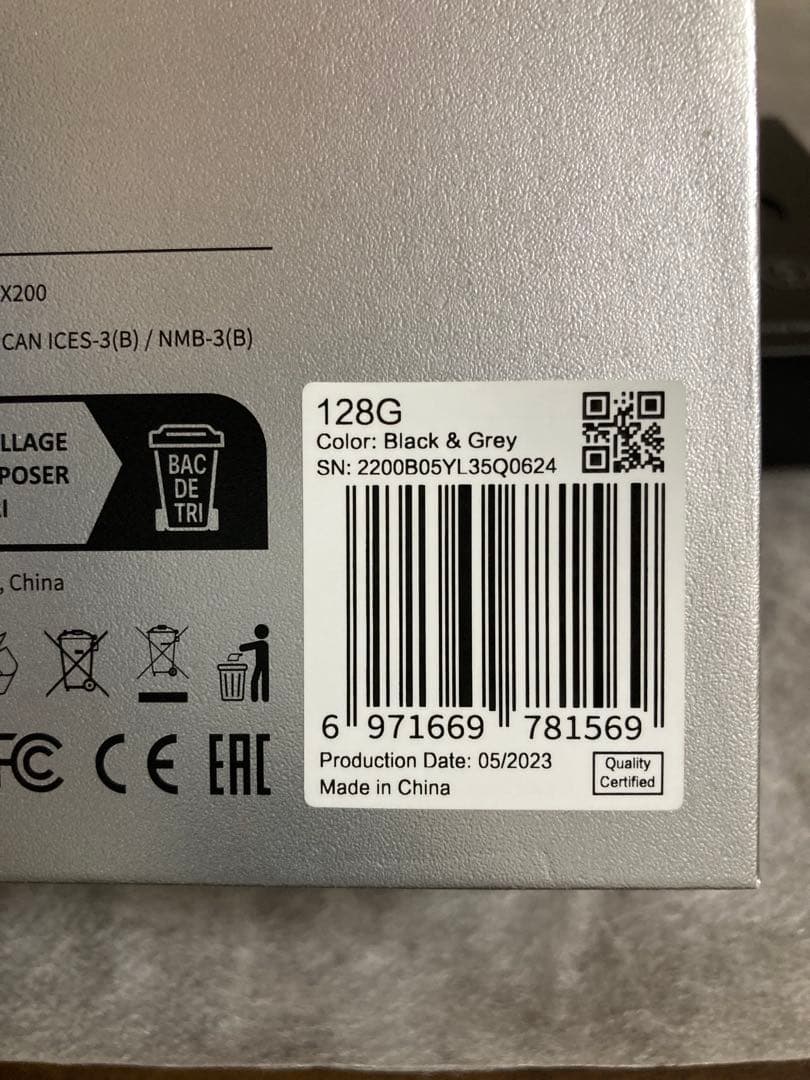 X200
CAN ICES-3(B) / NMB-3(B)
LLAGE
POSER
I
BAC
DE
TRI
, China
FC CE EAC
128G
Color: Black & Grey
SN: 2200B05YL35Q0624
6 971669 781569
Production Date: 05/2023
Made in China
Quality
Certified